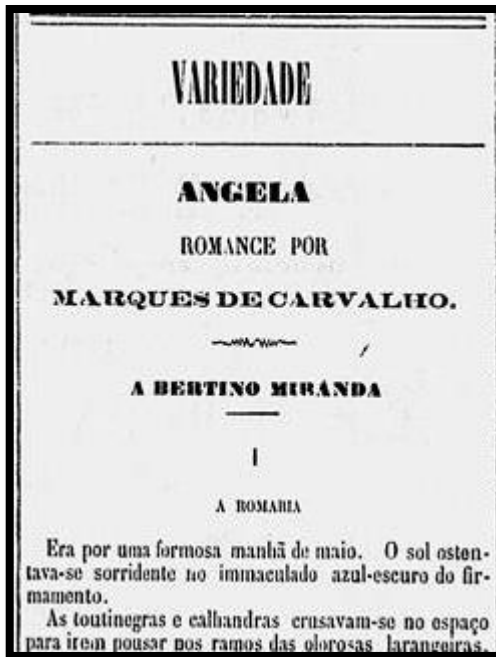 VARIEDADE
ANGELA
ROMANCE POR
MARQUES DE CARVALHO.
A BERTINO MIRANDA
I
A ROMARIA
Era por uma formosa manhã de maio. O sol osten-
tava-se sorridente no immaculado azul-escuro do fir-
mamento.
As toutinegras e calhandras crusavam-se no espaço
para irem pousar nos ramos das olorosas larangeiras,